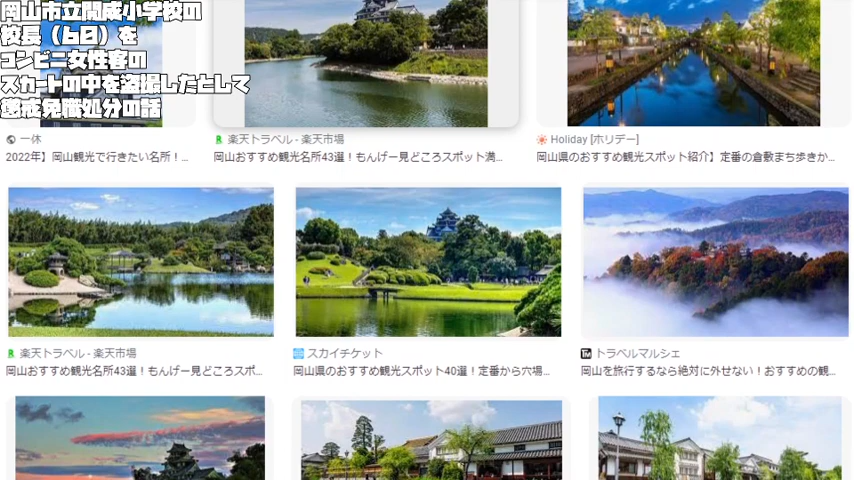 岡山市立開成小学校の
校長（60）を
コンビニ女性客の
スカートの中を盗撮したとして
懲戒免職処分の話
一休
2022年】岡山観光で行きたい名所！...
楽天トラベル - 楽天市場
岡山おすすめ観光名所43選！もんげー見どころスポット満...
Holiday [ホリデー]
岡山県のおすすめ観光スポット紹介】定番の倉敷まち歩きか...
楽天トラベル - 楽天市場
岡山おすすめ観光名所43選！もんげー見どころスポ...
スカイチケット
岡山県のおすすめ観光スポット40選！定番から穴場...
トラベルマルシェ
岡山を旅行するなら絶対に外せない！おすすめの観...